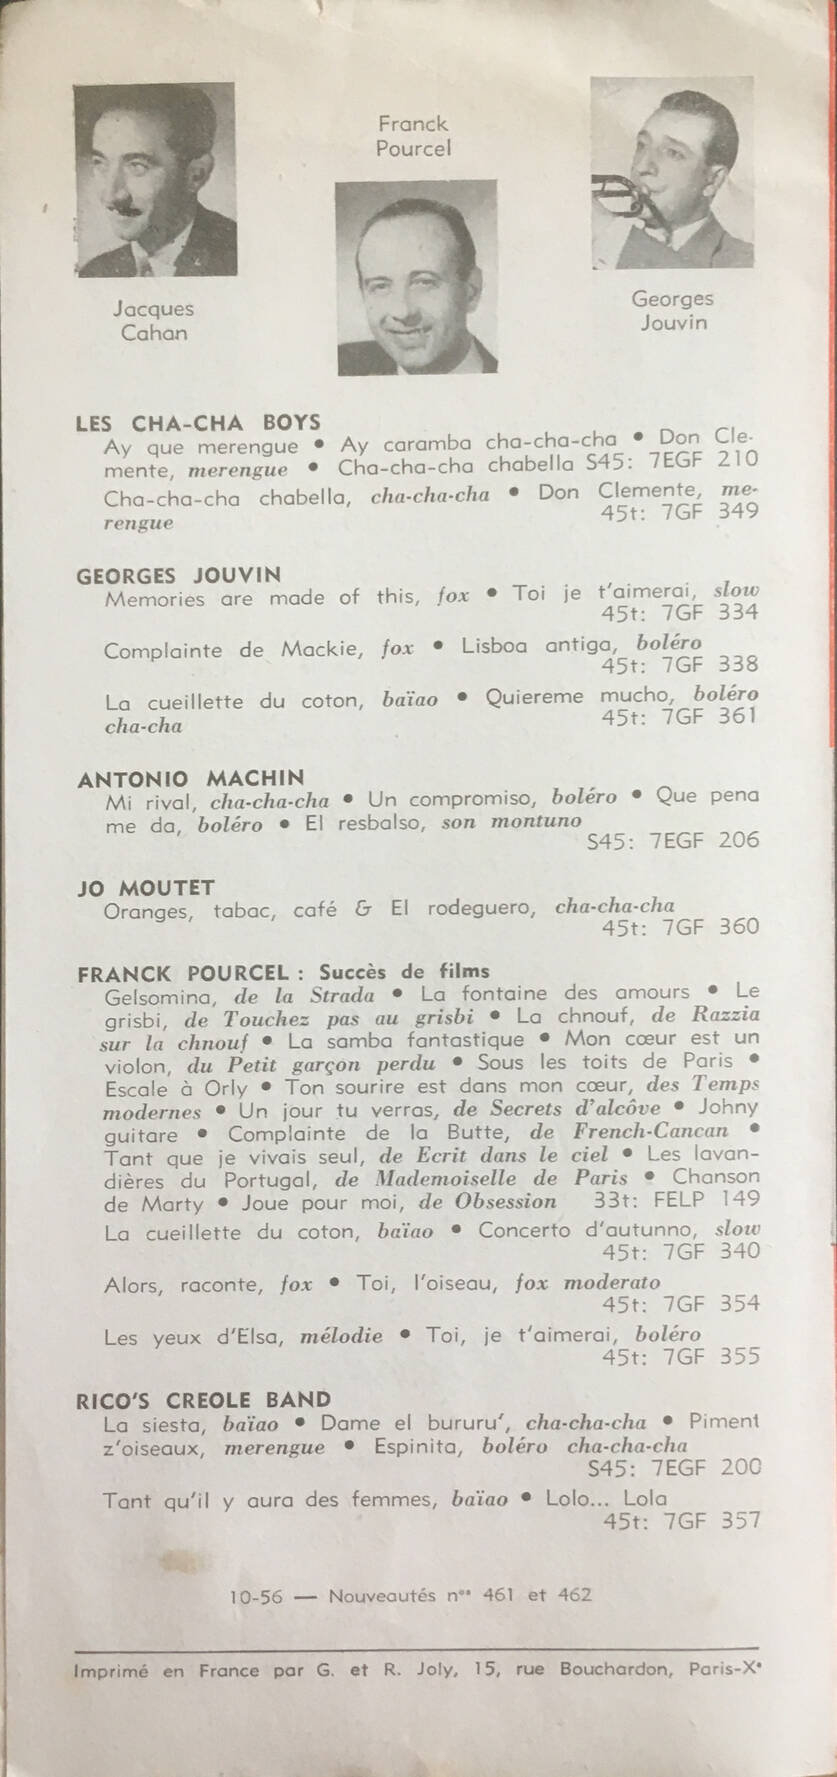 Franck
Pourcel
Jacques
Cahan
Georges
Jouvin
LES CHA-CHA BOYS
Ay que merengue • Ay caramba cha-cha-cha • Don Cle-
mente, merengue • Cha-cha-cha chabella S45: 7EGF 210
Cha-cha-cha chabella, cha-cha-cha • Don Clemente, me-
rengue 45t: 7GF 349
GEORGES JOUVIN
Memories are made of this, fox • Toi je t'aimerai, slow
45t: 7GF 334
Complainte de Mackie, fox • Lisboa antiga, boléro
45t: 7GF 338
La cueillette du coton, baïao • Quiereme mucho, boléro
cha-cha 45t: 7GF 361
ANTONIO MACHIN
Mi rival, cha-cha-cha • Un compromiso, boléro • Que pena
me da, boléro • El resbalso, son montuno
S45: 7EGF 206
JO MOUTET
Oranges, tabac, café & El rodeguero, cha-cha-cha
45t: 7GF 360
FRANCK POURCEL : Succès de films
Gelsomina, de la Strada • La fontaine des amours • Le
grisbi, de Touchez pas au grisbi • La chnouf, de Razzia
sur la chnouf • La samba fantastique • Mon cœur est un
violon, du Petit garçon perdu • Sous les toits de Paris •
Escale à Orly • Ton sourire est dans mon cœur, des Temps
modernes • Un jour tu verras, de Secrets d'alcôve • Johny
guitare • Complainte de la Butte, de French-Cancan •
Tant que je vivais seul, de Ecrit dans le ciel • Les lavan-
dières du Portugal, de Mademoiselle de Paris • Chanson
de Marty • Joue pour moi, de Obsession 33t: FELP 149
La cueillette du coton, baïao • Concerto d'autunno, slow
45t: 7GF 340
Alors, raconte, fox • Toi, l'oiseau, fox moderato
45t: 7GF 354
Les yeux d'Elsa, mélodie • Toi, je t'aimerai, boléro
45t: 7GF 355
RICO'S CREOLE BAND
La siesta, baïao • Dame el bururu', cha-cha-cha • Piment
z'oiseaux, merengue • Espinita, boléro cha-cha-cha
S45: 7EGF 200
Tant qu'il y aura des femmes, baïao • Lolo... Lola
45t: 7GF 357
10-56 — Nouveautés nos 461 et 462
Imprimé en France par G. et R. Joly, 15, rue Bouchardon, Paris-Xe